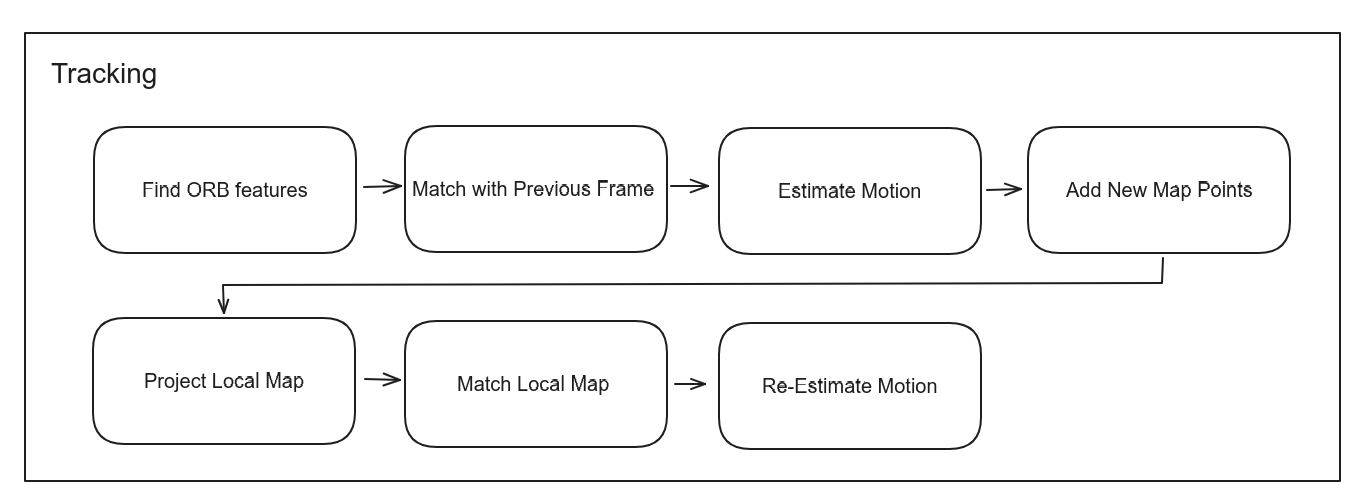 Tracking
Find ORB features
Match with Previous Frame
Estimate Motion
Add New Map Points
Project Local Map
Match Local Map
Re-Estimate Motion